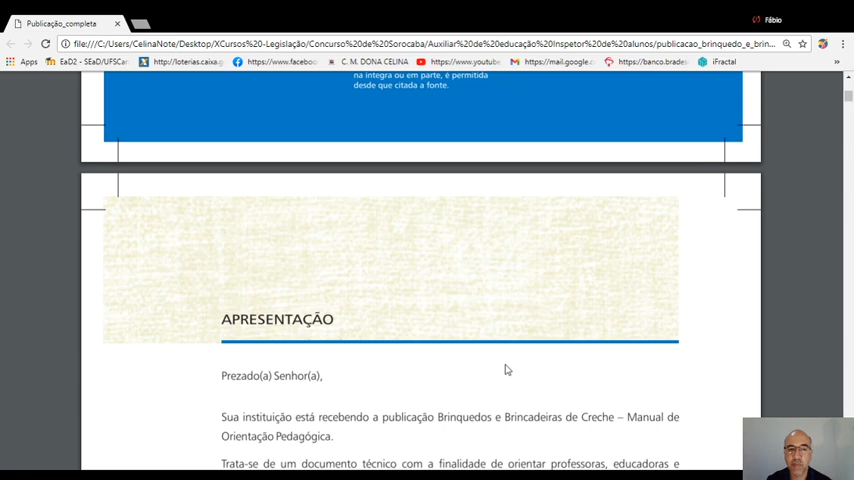 Publicação_completa
Fábio
file:///C:/Users/CelinaNote/Desktop/XCursos%20-Legislação/Concurso%20de%20Sorocaba/Auxiliar%20de%20educação%20Inspetor%20de%20alunos/publicacao_brinquedo_e_brin...
Apps EaD2 - SEaD/UFSCar http://loterias.caixa.g https://www.faceboo C. M. DONA CELINA https://www.youtube https://mail.google.c https://banco.brades iFractal »
na íntegra ou em parte, é permitida
desde que citada a fonte.
APRESENTAÇÃO
Prezado(a) Senhor(a),
Sua instituição está recebendo a publicação Brinquedos e Brincadeiras de Creche – Manual de
Orientação Pedagógica.
Trata-se de um documento técnico com a finalidade de orientar professoras, educadoras e